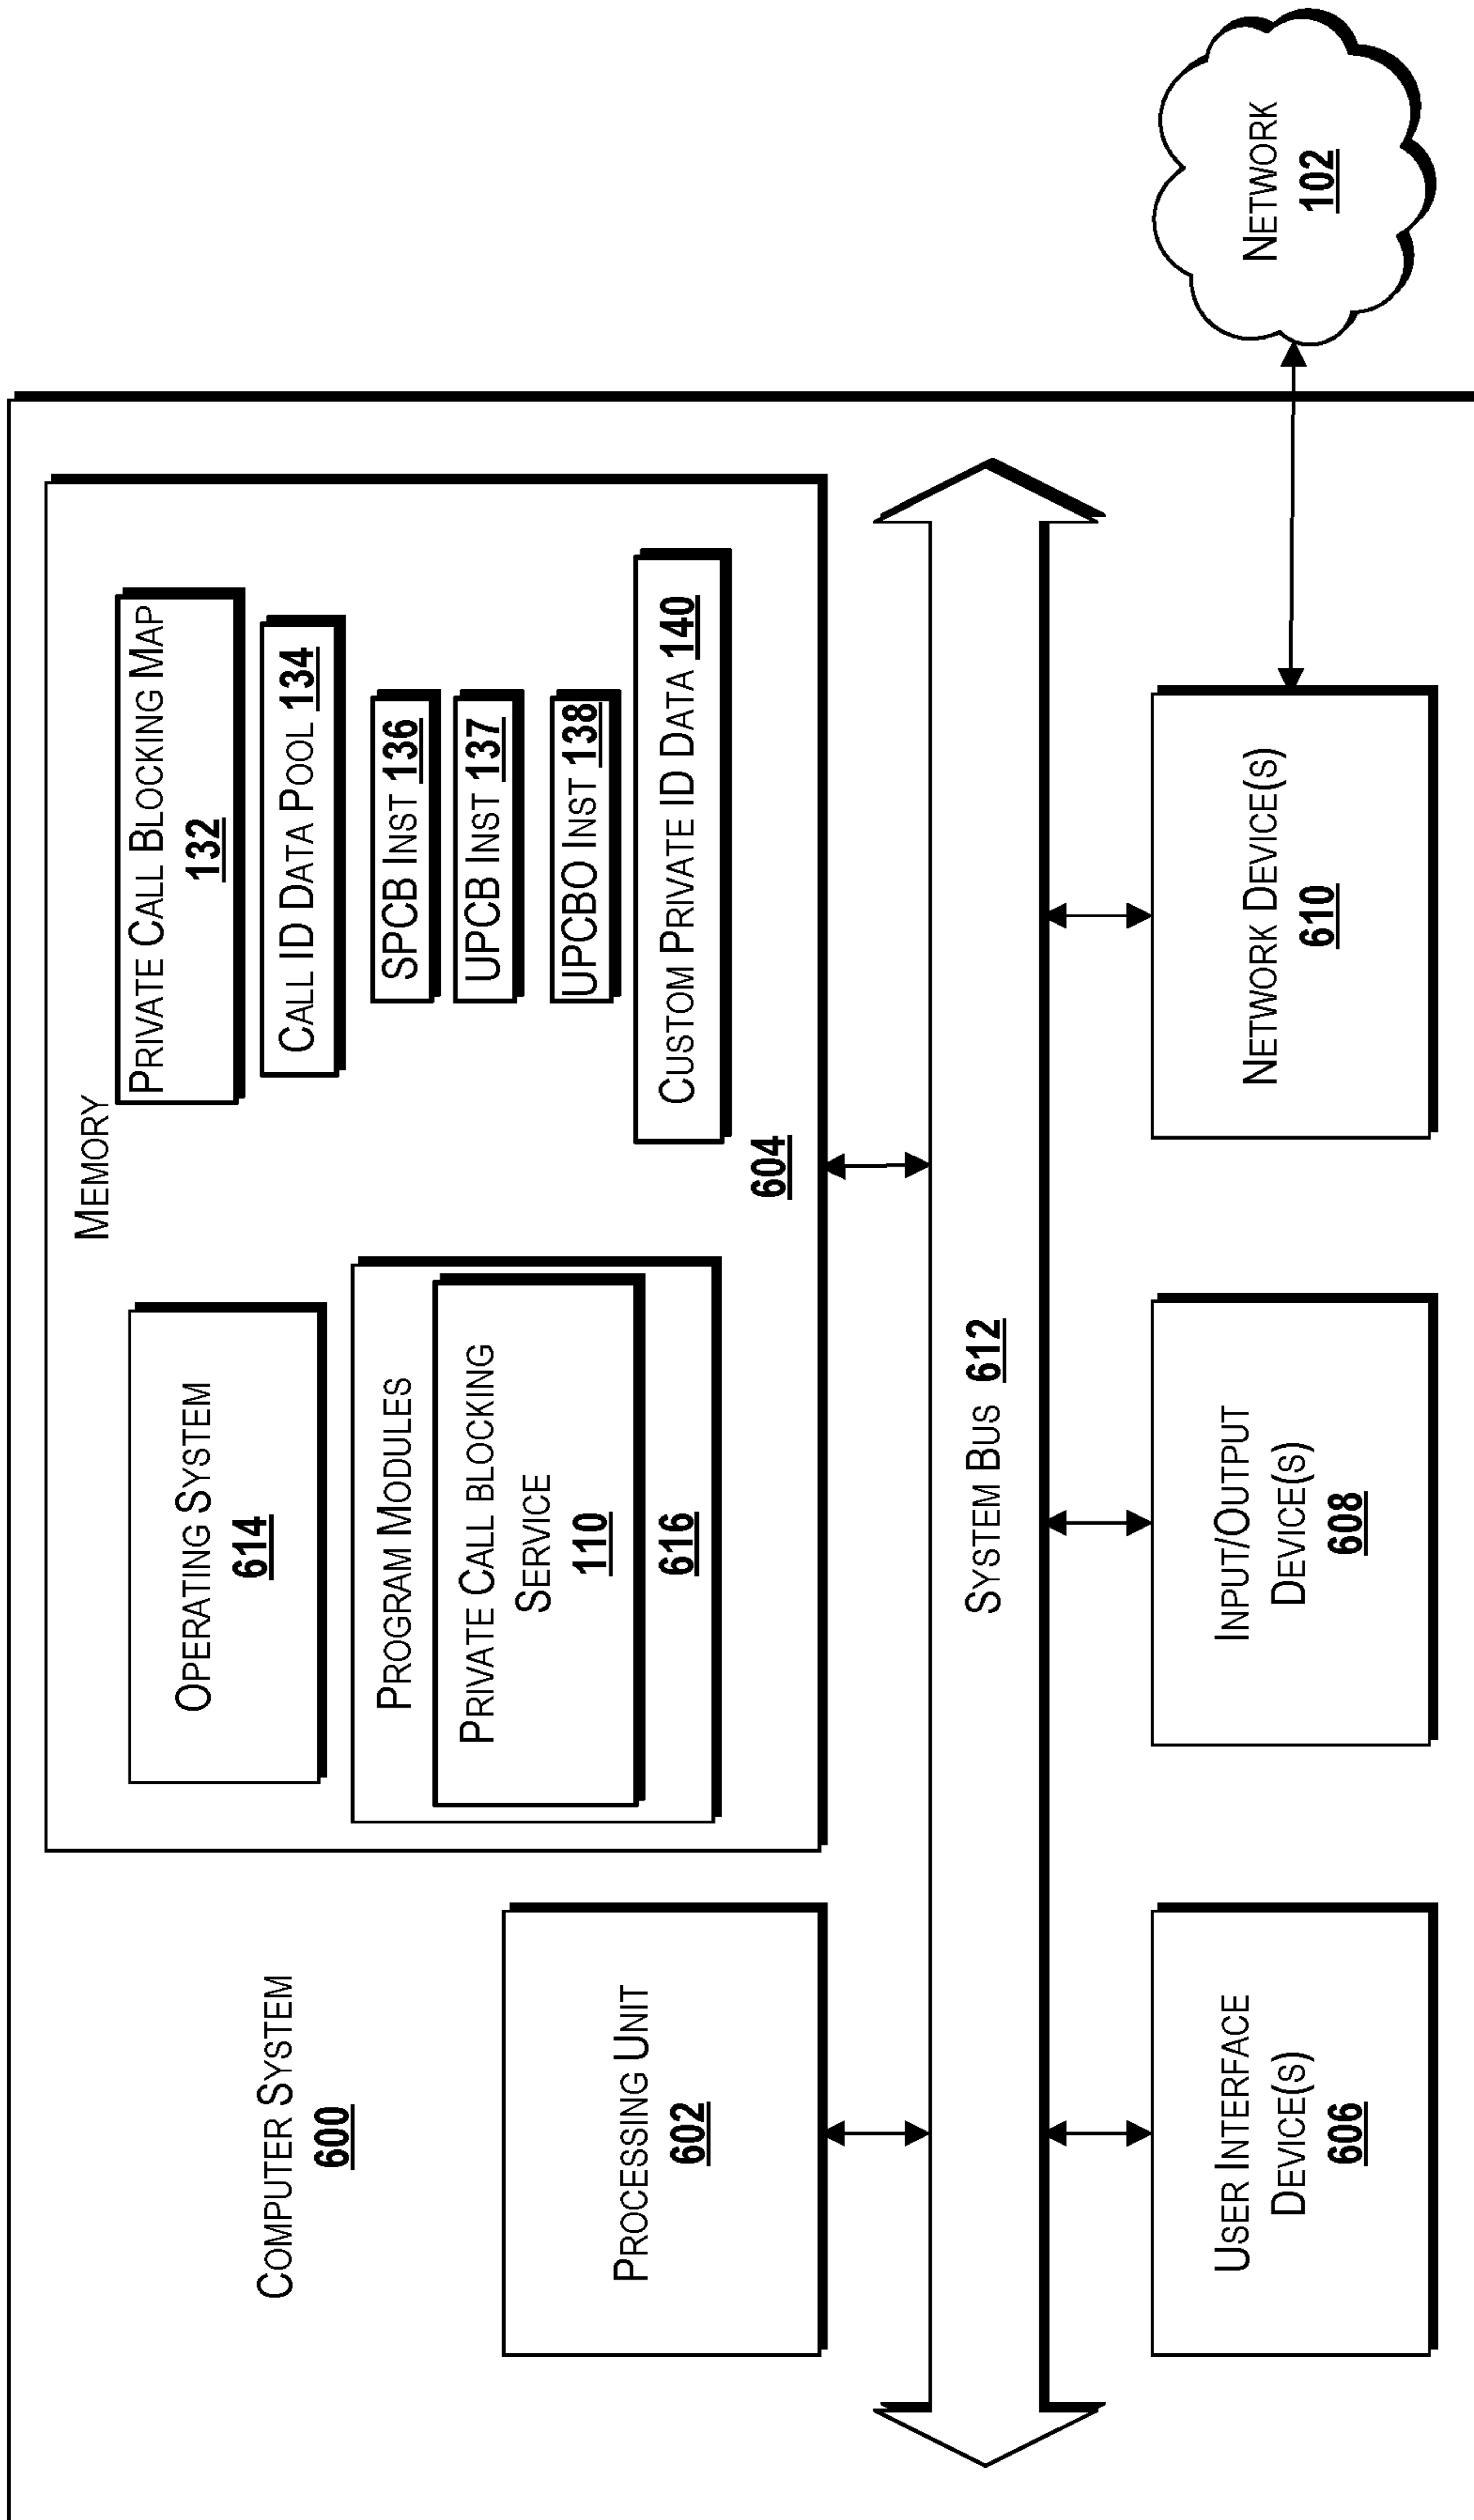 COMPUTER SYSTEM
600
PROCESSING UNIT
602
MEMORY
OPERATING SYSTEM
614
PROGRAM MODULES
PRIVATE CALL BLOCKING
SERVICE
110
616
PRIVATE CALL BLOCKING MAP
132
CALL ID DATA POOL 134
SPCB INST 136
UPCB INST 137
UPCBO INST 138
CUSTOM PRIVATE ID DATA 140
604
SYSTEM BUS 612
USER INTERFACE
DEVICE(S)
606
INPUT/OUTPUT
DEVICE(S)
608
NETWORK DEVICE(S)
610
NETWORK
102